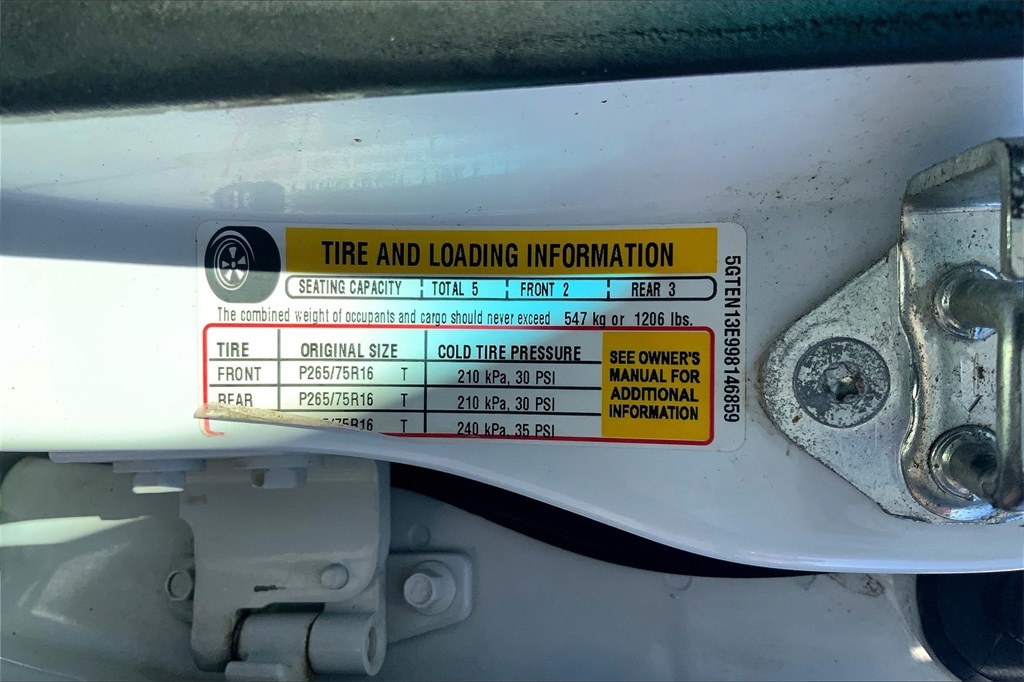 TIRE AND LOADING INFORMATION
SEATING CAPACITY TOTAL 5 FRONT 2 REAR 3
The combined weight of occupants and cargo should never exceed 547 kg or 1206 lbs.
TIRE ORIGINAL SIZE COLD TIRE PRESSURE
FRONT P265/75R16 T 210 kPa, 30 PSI
REAR P265/75R16 T 210 kPa, 30 PSI
/75R16 T 240 kPa, 35 PSI
SEE OWNER'S
MANUAL FOR
ADDITIONAL
INFORMATION
5GTEN13E998146859